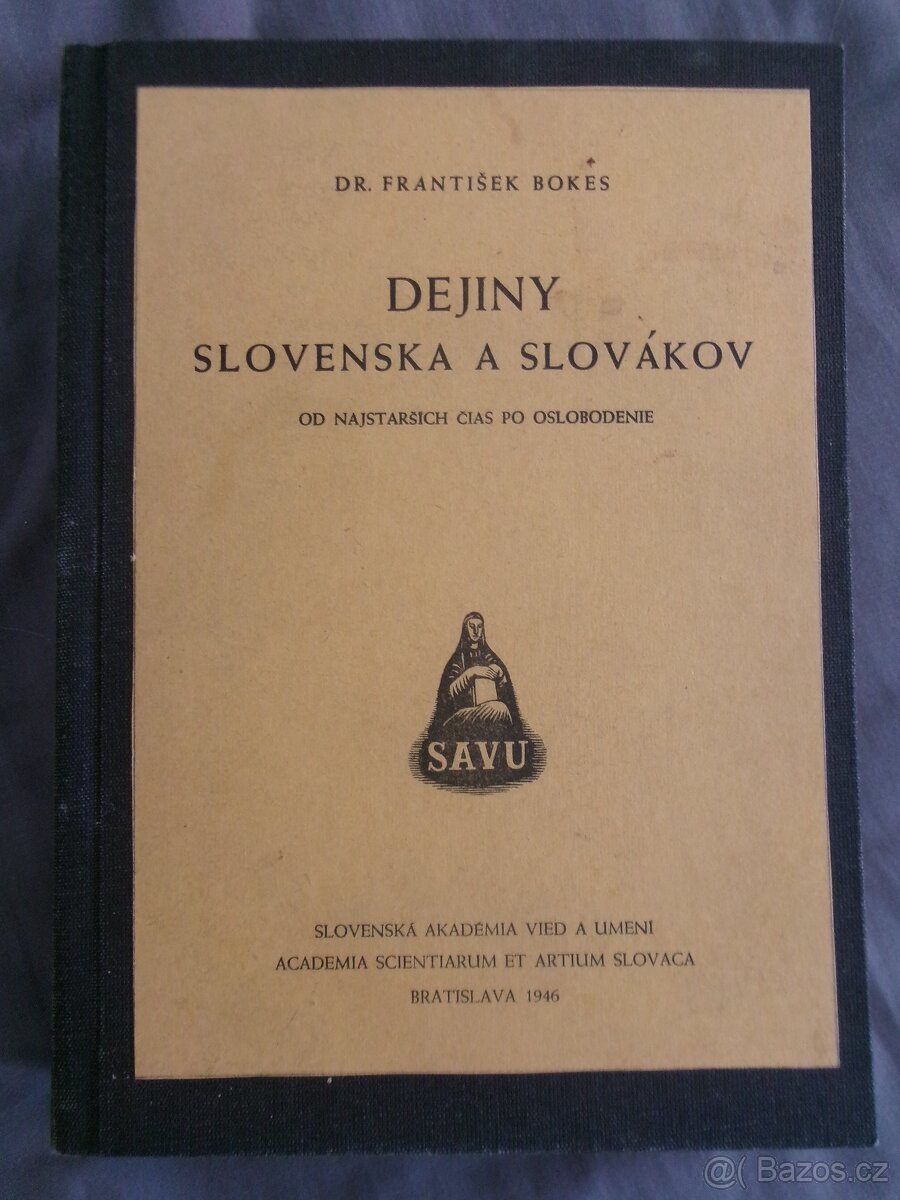 DR. FRANTIŠEK BOKES
DEJINY
SLOVENSKA A SLOVÁKOV
OD NAJSTARŠICH ČIAS PO OSLOBODENIE
SAVU
SLOVENSKÁ AKADÉMIA VIED A UMENÍ
ACADEMIA SCIENTIARUM ET ARTIUM SLOVACA
BRATISLAVA 1946
@( Bazos.cz